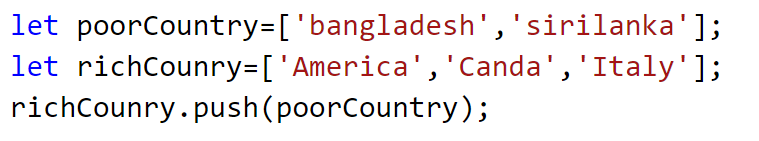 let poorCountry=['bangladesh','sirilanka'];
let richCounry=['America','Canda','Italy'];
richCounry.push(poorCountry);